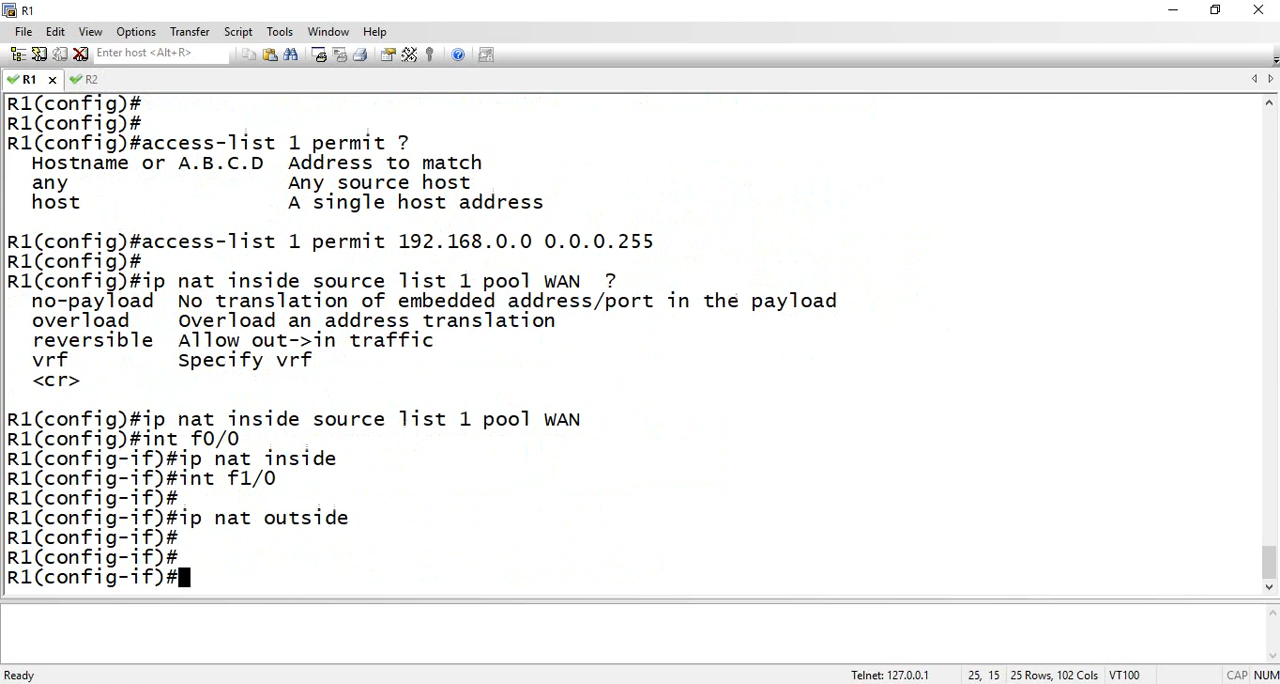 R1
File Edit View Options Transfer Script Tools Window Help
Enter host <Alt+R>
R1 R2
R1(config)#
R1(config)#
R1(config)#access-list 1 permit ?
Hostname or A.B.C.D Address to match
any Any source host
host A single host address
R1(config)#access-list 1 permit 192.168.0.0 0.0.0.255
R1(config)#
R1(config)#ip nat inside source list 1 pool WAN ?
no-payload No translation of embedded address/port in the payload
overload Overload an address translation
reversible Allow out->in traffic
vrf Specify vrf
<cr>
R1(config)#ip nat inside source list 1 pool WAN
R1(config)#int f0/0
R1(config-if)#ip nat inside
R1(config-if)#int f1/0
R1(config-if)#
R1(config-if)#ip nat outside
R1(config-if)#
R1(config-if)#
R1(config-if)#
Ready Telnet: 127.0.0.1 25, 15 25 Rows, 102 Cols VT100 CAP NUM